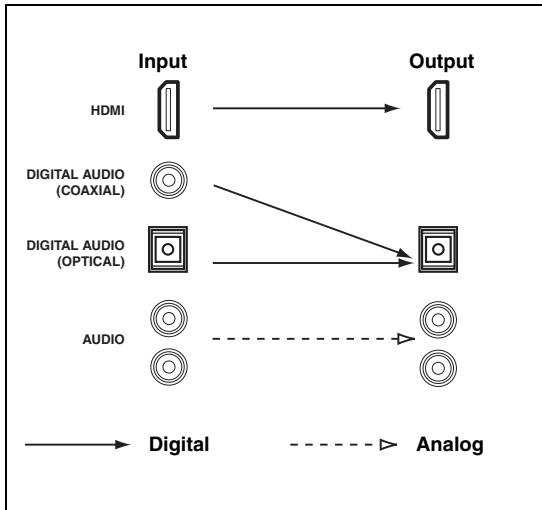 Input Output
HDMI
DIGITAL AUDIO
(COAXIAL)
DIGITAL AUDIO
(OPTICAL)
AUDIO
Digital Analog